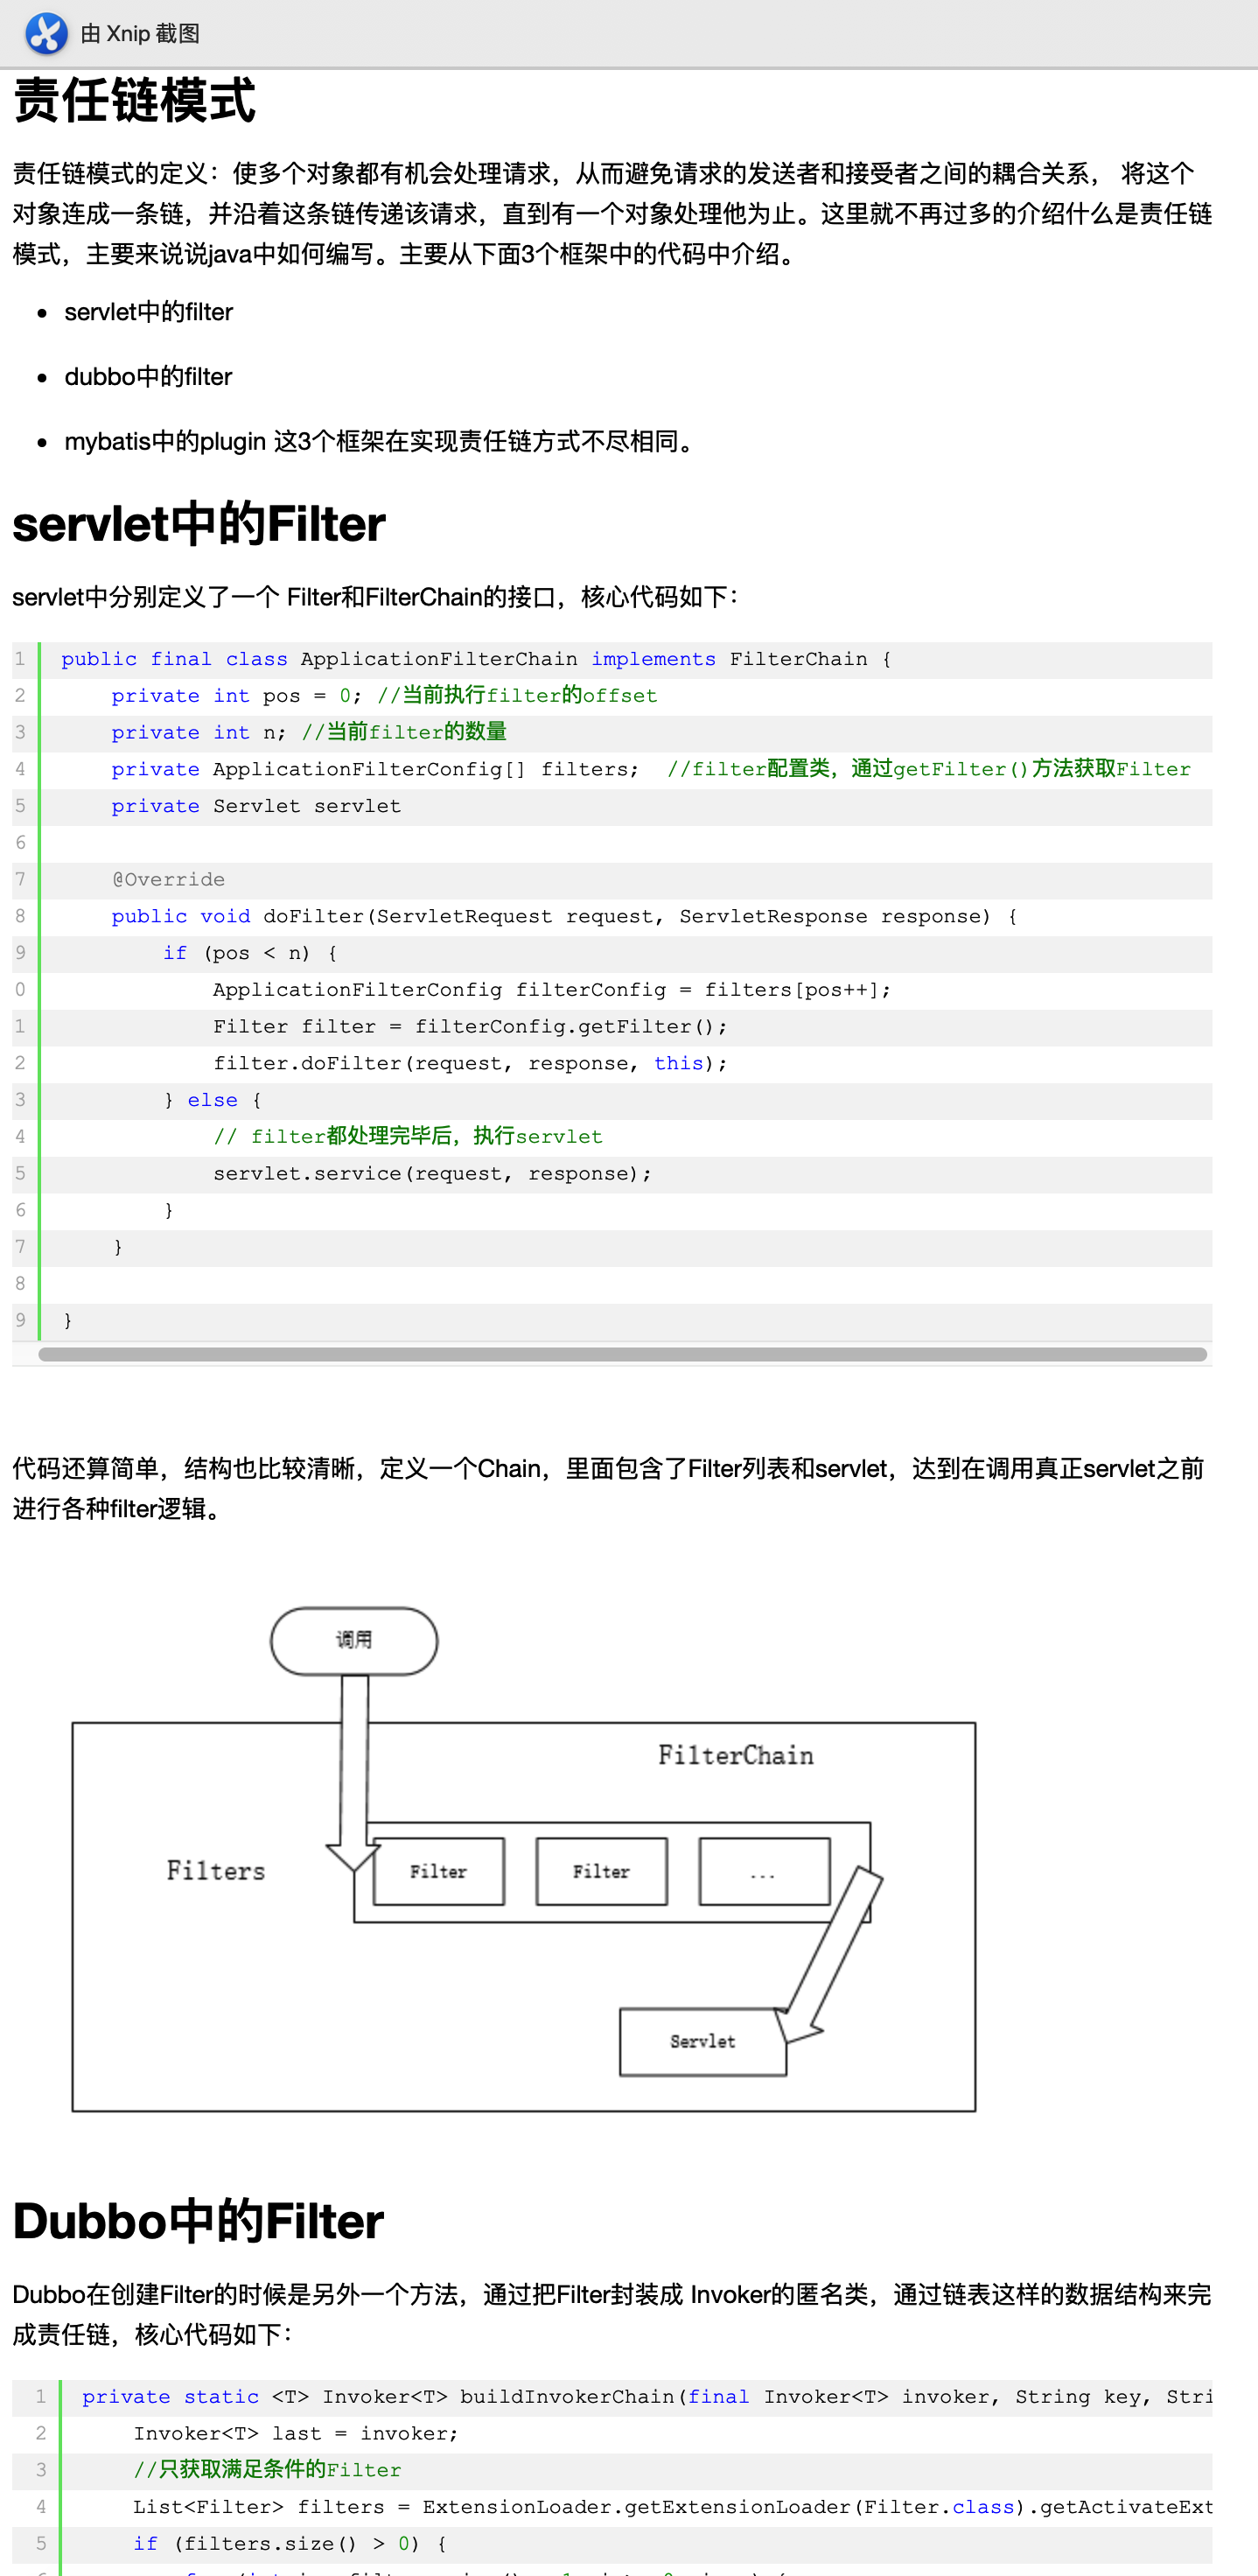 由 Xnip 截图
责任链模式
责任链模式的定义：使多个对象都有机会处理请求，从而避免请求的发送者和接受者之间的耦合关系， 将这个
对象连成一条链，并沿着这条链传递该请求，直到有一个对象处理他为止。这里就不再过多的介绍什么是责任链
模式，主要来说说java中如何编写。主要从下面3个框架中的代码中介绍。
• servlet中的filter
• dubbo中的filter
• mybatis中的plugin 这3个框架在实现责任链方式不尽相同。
servlet中的Filter
servlet中分别定义了一个 Filter和FilterChain的接口，核心代码如下：
1 public final class ApplicationFilterChain implements FilterChain {
2     private int pos = 0; //当前执行filter的offset
3     private int n; //当前filter的数量
4     private ApplicationFilterConfig[] filters;  //filter配置类，通过getFilter()方法获取Filter
5     private Servlet servlet
6
7     @Override
8     public void doFilter(ServletRequest request, ServletResponse response) {
9         if (pos < n) {
0             ApplicationFilterConfig filterConfig = filters[pos++];
1             Filter filter = filterConfig.getFilter();
2             filter.doFilter(request, response, this);
3         } else {
4             // filter都处理完毕后，执行servlet
5             servlet.service(request, response);
6         }
7     }
8
9 }
代码还算简单，结构也比较清晰，定义一个Chain，里面包含了Filter列表和servlet，达到在调用真正servlet之前
进行各种filter逻辑。
调用
FilterChain
Filters
Filter
Filter
...
Servlet
Dubbo中的Filter
Dubbo在创建Filter的时候是另外一个方法，通过把Filter封装成 Invoker的匿名类，通过链表这样的数据结构来完
成责任链，核心代码如下：
1 private static <T> Invoker<T> buildInvokerChain(final Invoker<T> invoker, String key, Stri
2     Invoker<T> last = invoker;
3     //只获取满足条件的Filter
4     List<Filter> filters = ExtensionLoader.getExtensionLoader(Filter.class).getActivateExt
5     if (filters.size() > 0) {